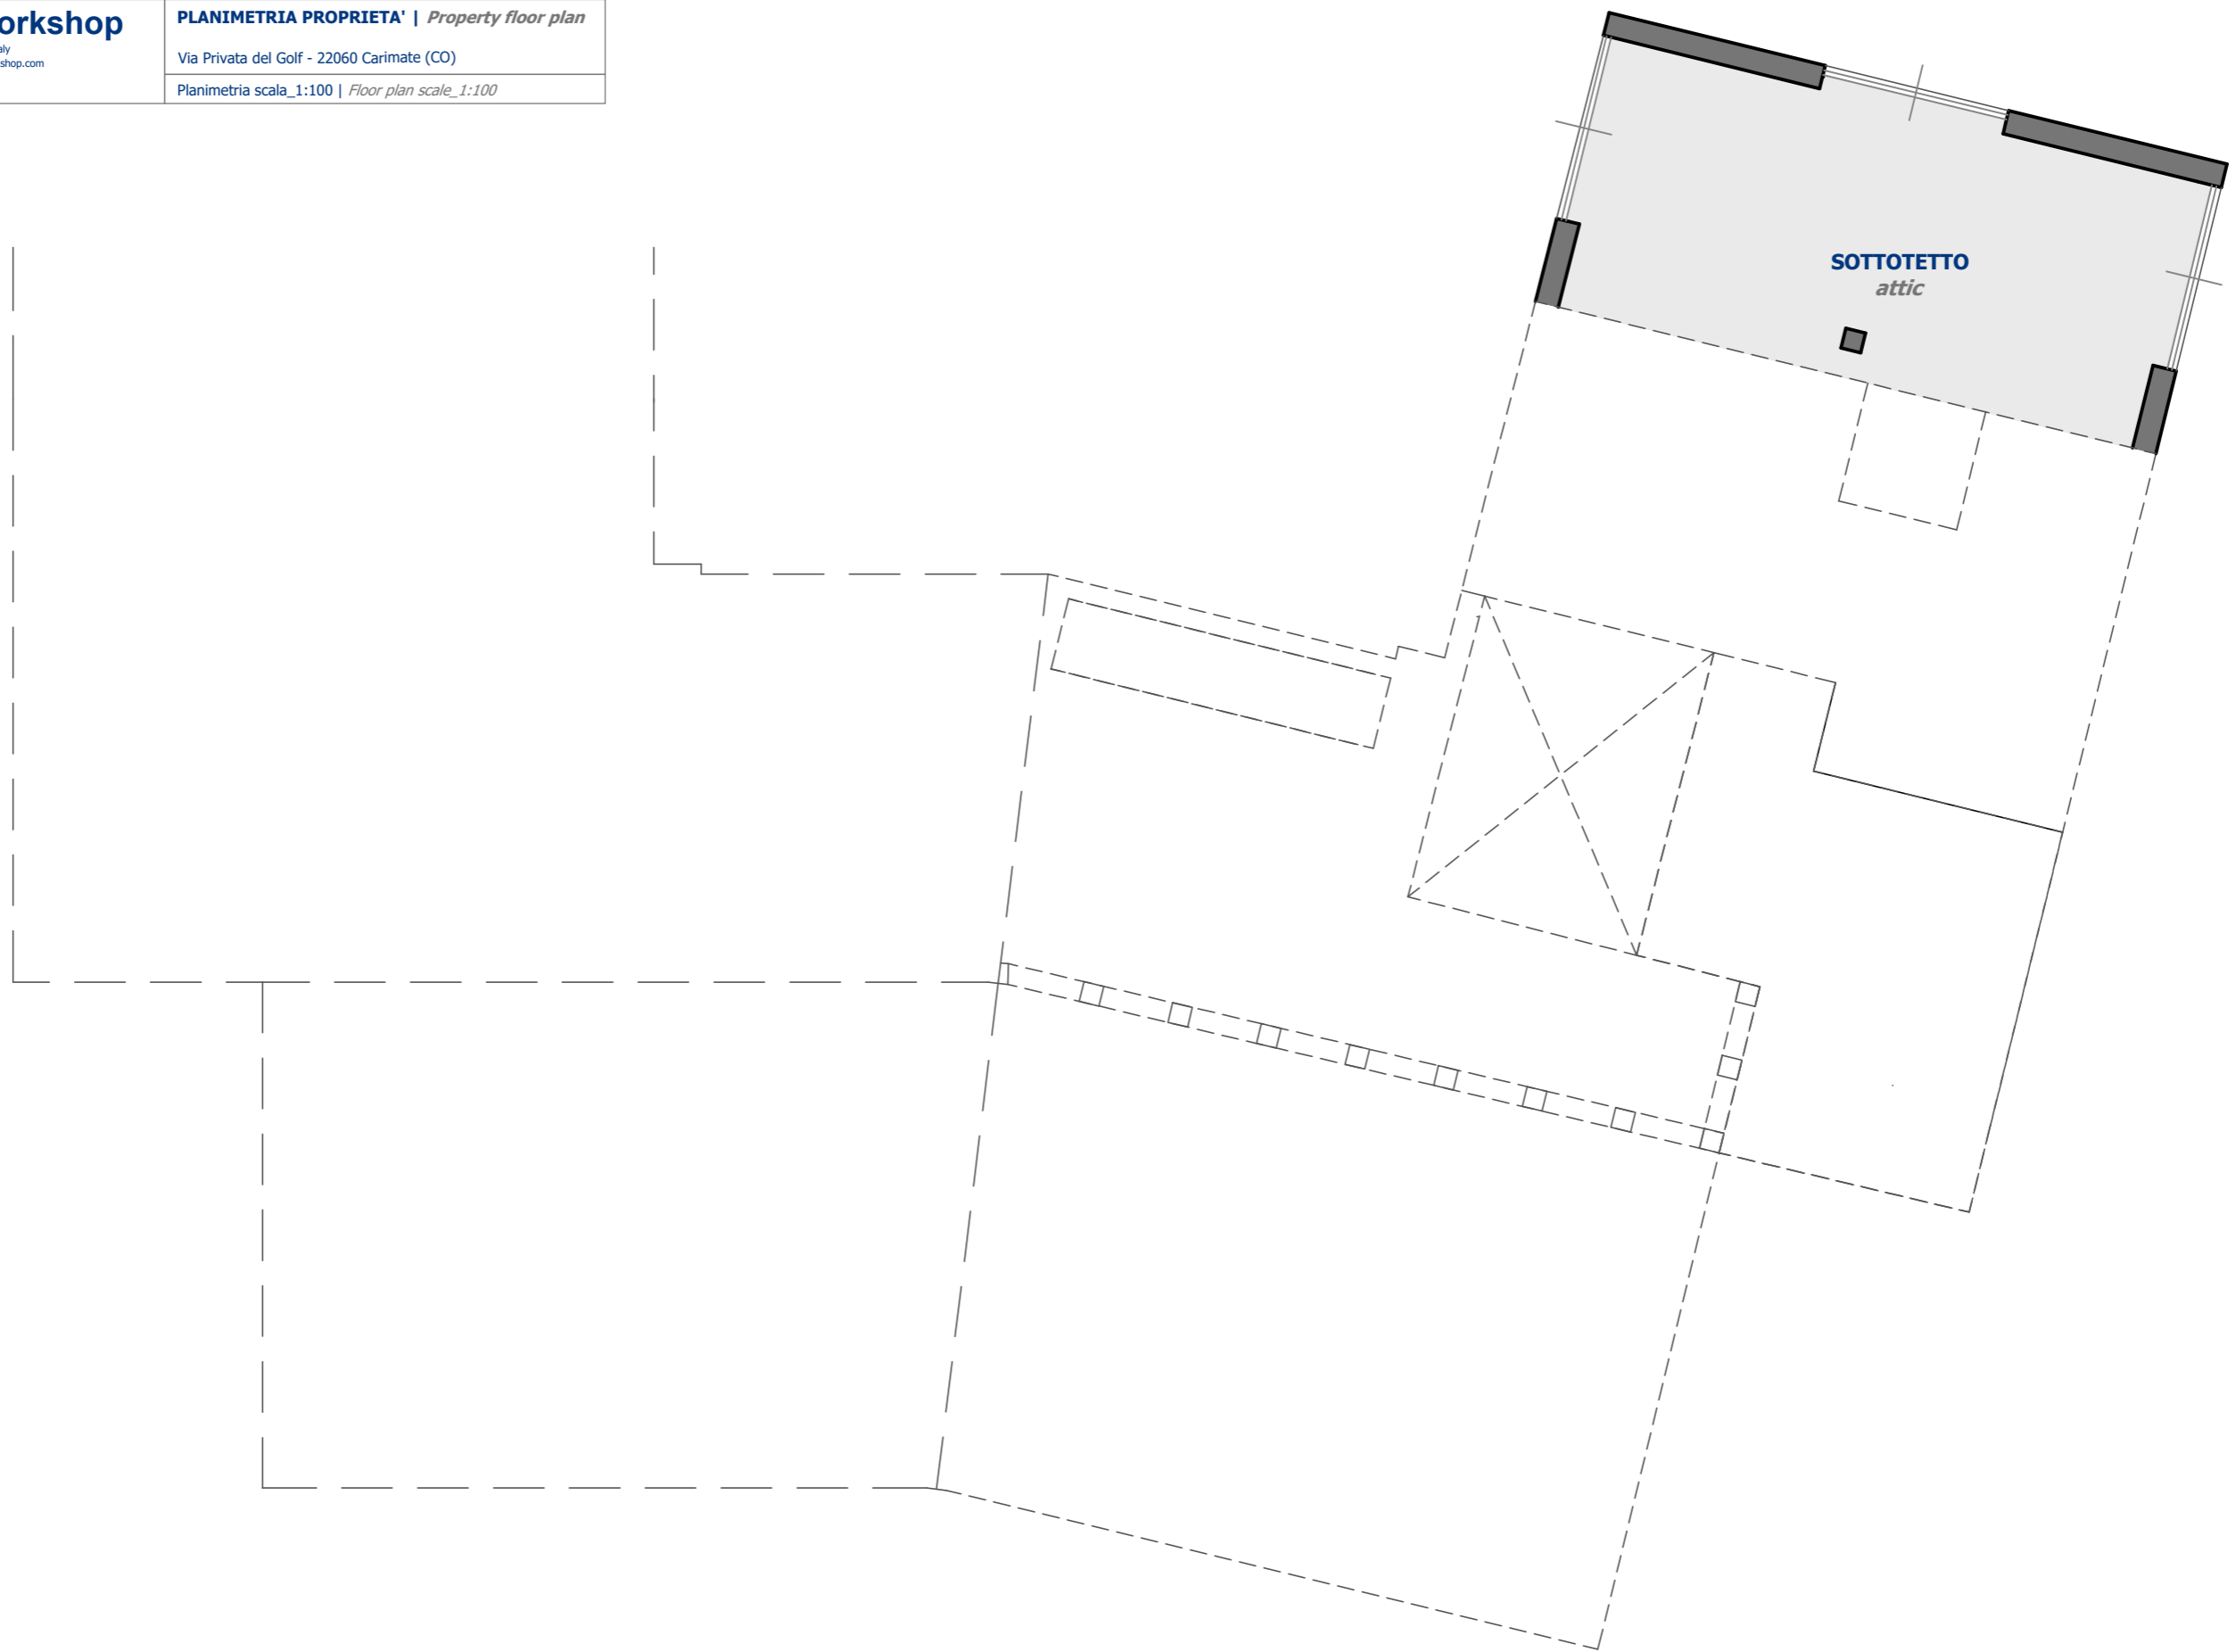 orkshop
aly
shop.com
PLANIMETRIA PROPRIETA' | Property floor plan
Via Privata del Golf - 22060 Carimate (CO)
Planimetria scala_1:100 | Floor plan scale_1:100
SOTTOTETTO
attic